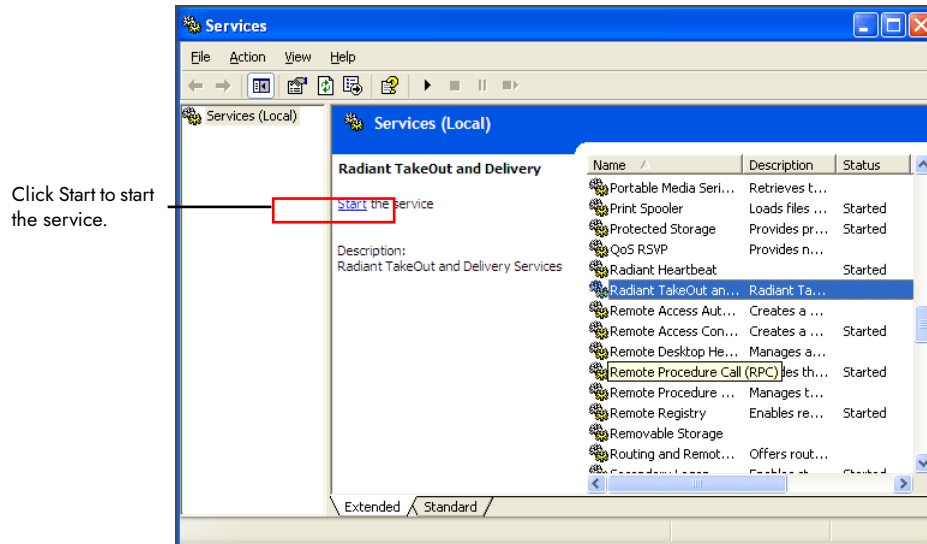 Services
File Action View Help
Services (Local)
Services (Local)
Click Start to start
the service.
Radiant TakeOut and Delivery
Start the service
Description:
Radiant TakeOut and Delivery Services
Name Description Status
Portable Media Seri... Retrieves t...
Print Spooler Loads files ... Started
Protected Storage Provides pr... Started
QoS RSVP Provides n...
Radiant Heartbeat Started
Radiant TakeOut an... Radiant Ta...
Remote Access Aut... Creates a ...
Remote Access Con... Creates a ... Started
Remote Desktop He... Manages a...
Remote Procedure Call (RPC) des th... Started
Remote Procedure ... Manages t...
Remote Registry Enables re... Started
Removable Storage
Routing and Remot... Offers rout...
Extended Standard